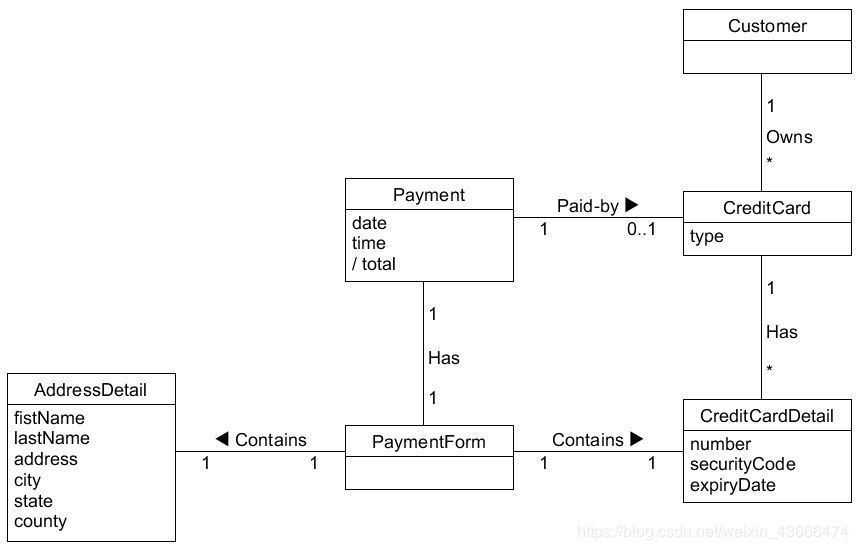 Customer
1
Owns
*
Payment
date
time
/ total
Paid-by ▶
1
0..1
CreditCard
type
1
Has
1
1
Has
*
AddressDetail
fistName
lastName
address
city
state
county
◀ Contains
1
1
PaymentForm
Contains ▶
1
1
CreditCardDetail
number
securityCode
expiryDate
https://blog.csdn.net/weixin_43666474